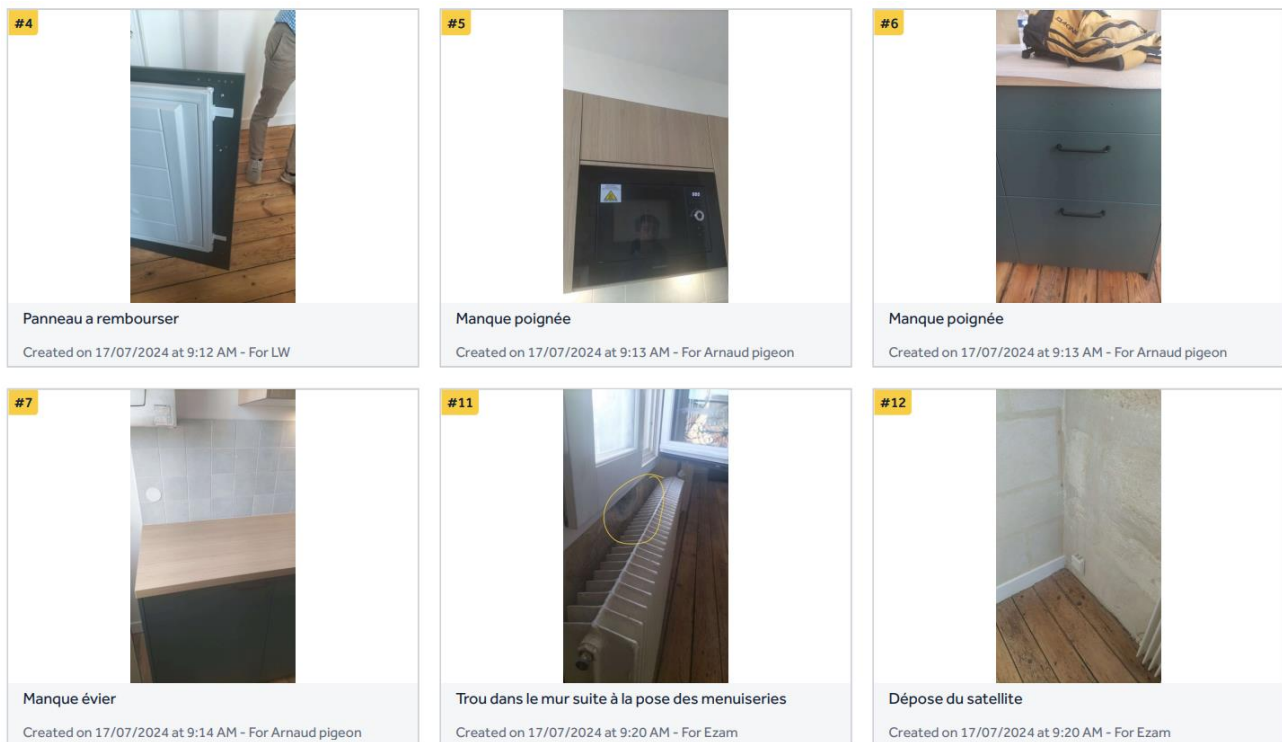 #4
#5
#6
Panneau a rembourser
Manque poignée
Manque poignée
Created on 17/07/2024 at 9:12 AM - For LW
Created on 17/07/2024 at 9:13 AM - For Arnaud pigeon
Created on 17/07/2024 at 9:13 AM - For Arnaud pigeon
#7
#11
#12
Manque évier
Trou dans le mur suite à la pose des menuiseries
Dépose du satellite
Created on 17/07/2024 at 9:14 AM - For Arnaud pigeon
Created on 17/07/2024 at 9:20 AM - For Ezam
Created on 17/07/2024 at 9:20 AM - For Ezam